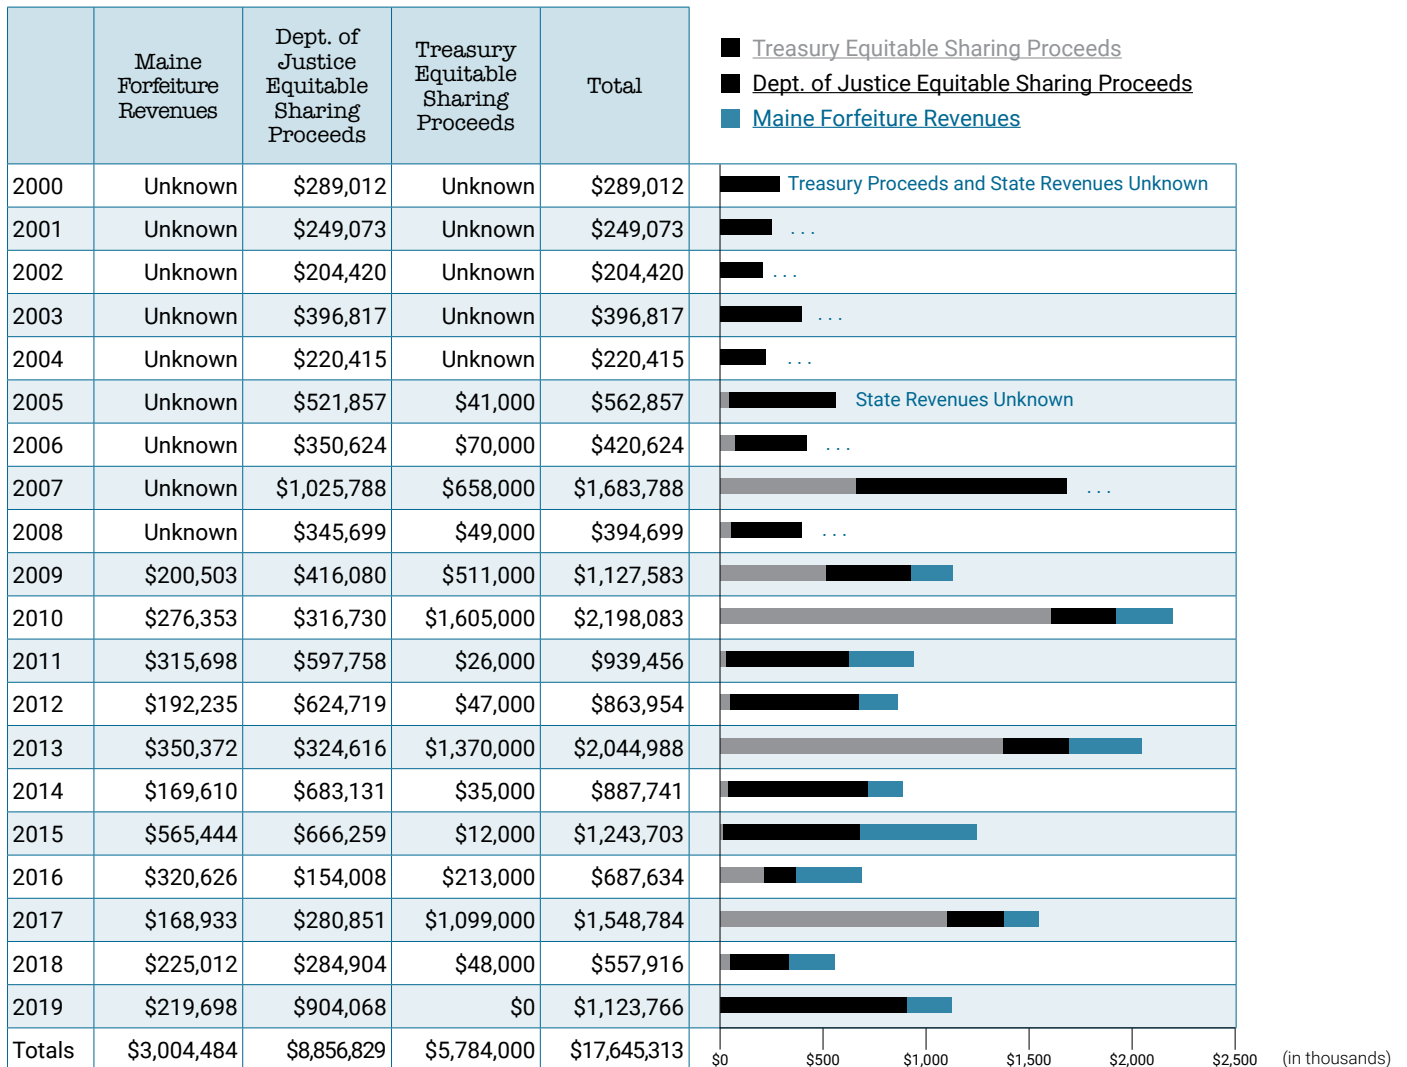 Maine
Forfeiture
Revenues
Dept. of
Justice
Equitable
Sharing
Proceeds
Treasury
Equitable
Sharing
Proceeds
Total
Treasury Equitable Sharing Proceeds
Dept. of Justice Equitable Sharing Proceeds
Maine Forfeiture Revenues
2000 Unknown $289,012 Unknown $289,012 Treasury Proceeds and State Revenues Unknown
2001 Unknown $249,073 Unknown $249,073 . . .
2002 Unknown $204,420 Unknown $204,420 . . .
2003 Unknown $396,817 Unknown $396,817 . . .
2004 Unknown $220,415 Unknown $220,415 . . .
2005 Unknown $521,857 $41,000 $562,857 State Revenues Unknown
2006 Unknown $350,624 $70,000 $420,624 . . .
2007 Unknown $1,025,788 $658,000 $1,683,788 . . .
2008 Unknown $345,699 $49,000 $394,699 . . .
2009 $200,503 $416,080 $511,000 $1,127,583
2010 $276,353 $316,730 $1,605,000 $2,198,083
2011 $315,698 $597,758 $26,000 $939,456
2012 $192,235 $624,719 $47,000 $863,954
2013 $350,372 $324,616 $1,370,000 $2,044,988
2014 $169,610 $683,131 $35,000 $887,741
2015 $565,444 $666,259 $12,000 $1,243,703
2016 $320,626 $154,008 $213,000 $687,634
2017 $168,933 $280,851 $1,099,000 $1,548,784
2018 $225,012 $284,904 $48,000 $557,916
2019 $219,698 $904,068 $0 $1,123,766
Totals $3,004,484 $8,856,829 $5,784,000 $17,645,313
$0 $500 $1,000 $1,500 $2,000 $2,500 (in thousands)